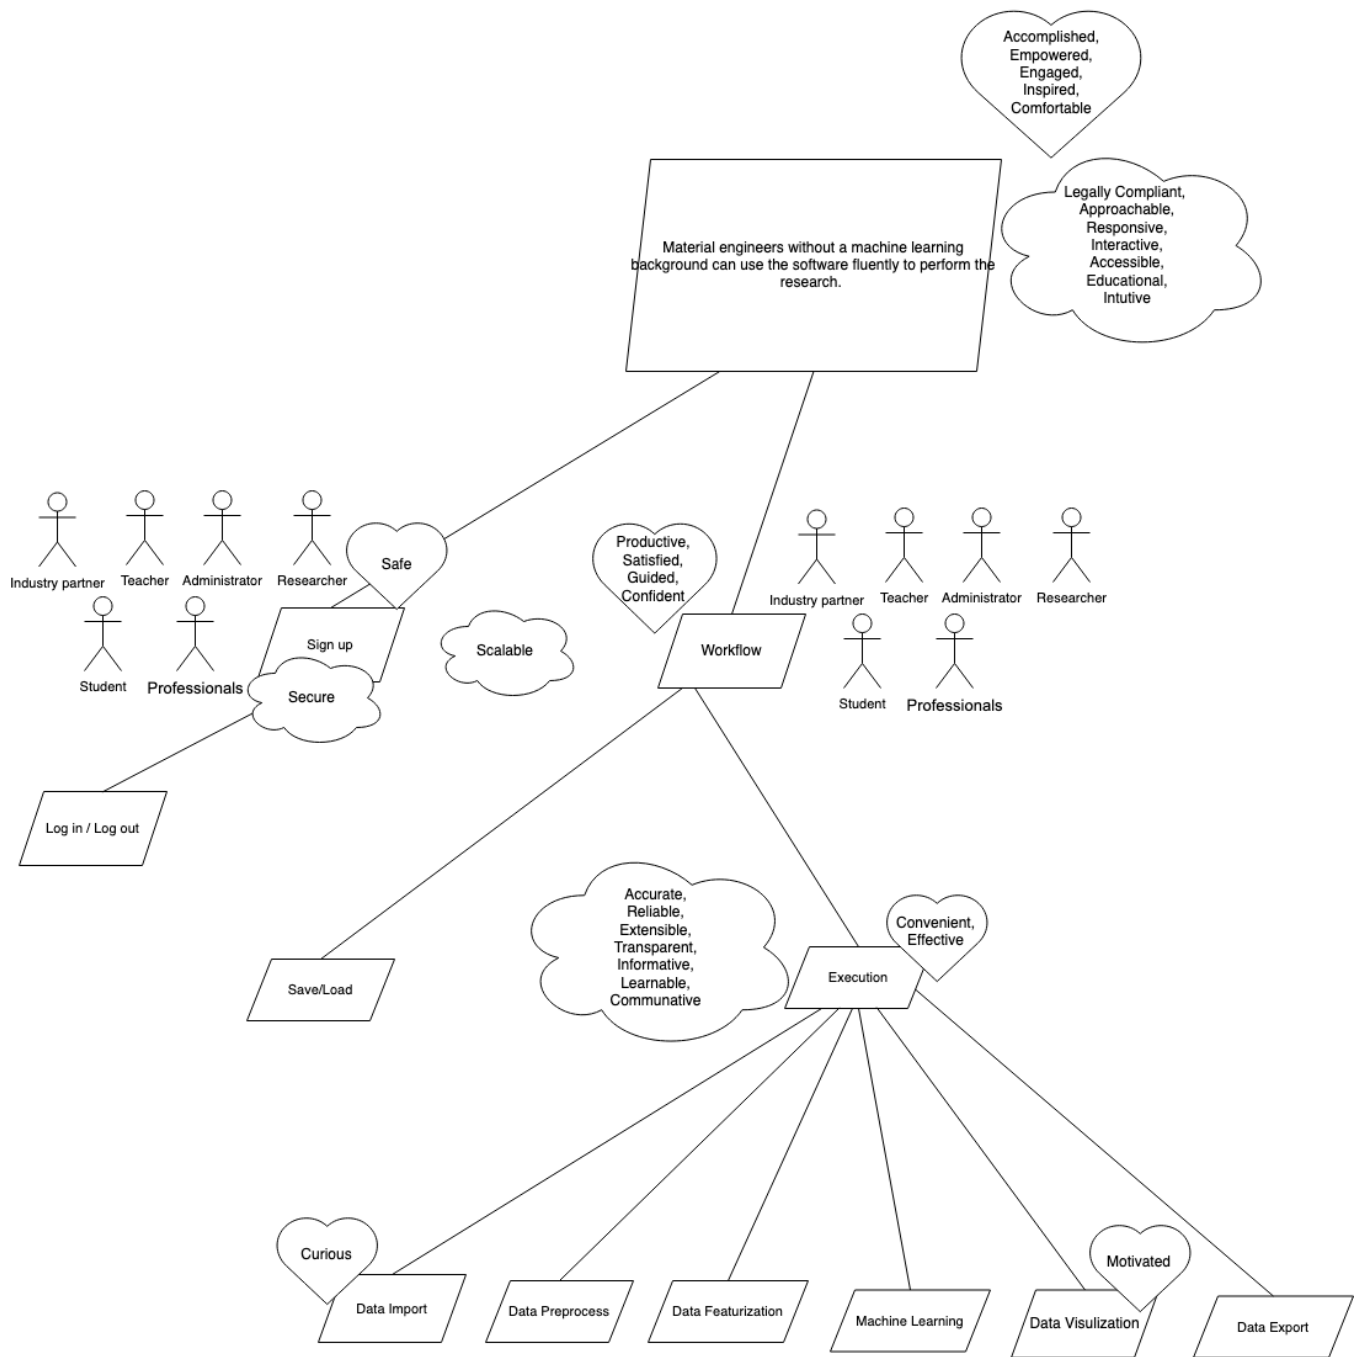 Accomplished,
Empowered,
Engaged,
Inspired,
Comfortable
Legally Compliant,
Approachable,
Responsive,
Interactive,
Accessible,
Educational,
Intutive
Material engineers without a machine learning
background can use the software fluently to perform the
research.
Industry partner
Teacher
Administrator
Researcher
Student
Professionals
Safe
Sign up
Secure
Scalable
Productive,
Satisfied,
Guided,
Confident
Workflow
Industry partner
Teacher
Administrator
Researcher
Student
Professionals
Log in / Log out
Save/Load
Accurate,
Reliable,
Extensible,
Transparent,
Informative,
Learnable,
Communative
Convenient,
Effective
Execution
Curious
Data Import
Data Preprocess
Data Featurization
Machine Learning
Motivated
Data Visulization
Data Export